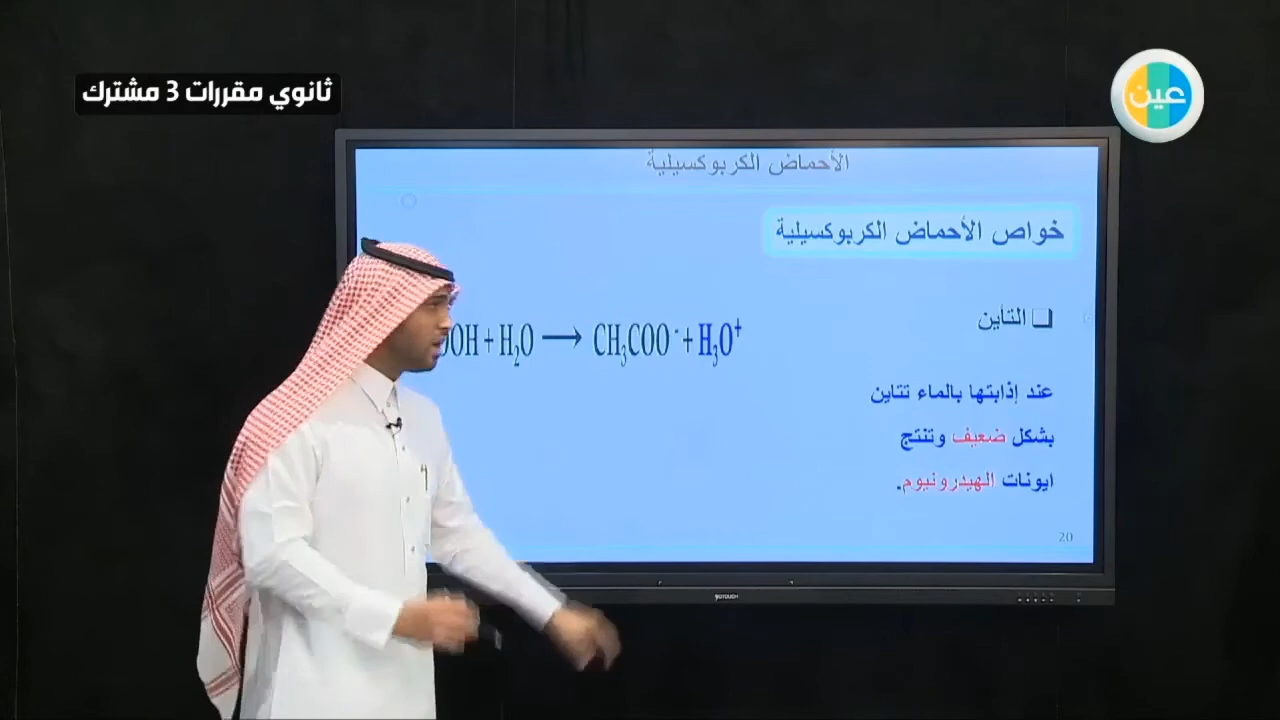 ثانوي مقررات 3 مشترك
عين
الأحماض الكربوكسيلية
خواص الأحماض الكربوكسيلية
❑ التأين
OOH + H₂O ⟶ CH₃COO⁻ + H₃O⁺
عند إذابتها بالماء تتاين
بشكل ضعيف وتنتج
ايونات الهيدرونيوم.
20